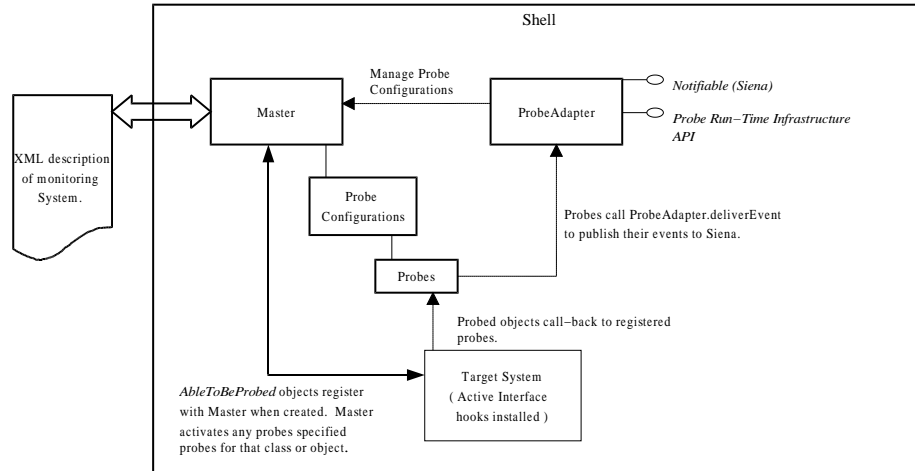 Shell
Manage Probe
Configurations
Notifiable (Siena)
Master
ProbeAdapter
Probe Run−Time Infrastructure
API
XML description
of monitoring
System.
Probe
Configurations
Probes call ProbeAdapter.deliverEvent
to publish their events to Siena.
Probes
Probed objects call−back to registered
probes.
Target System
( Active Interface
hooks installed )
AbleToBeProbed objects register
with Master when created. Master
activates any probes specified
probes for that class or object.